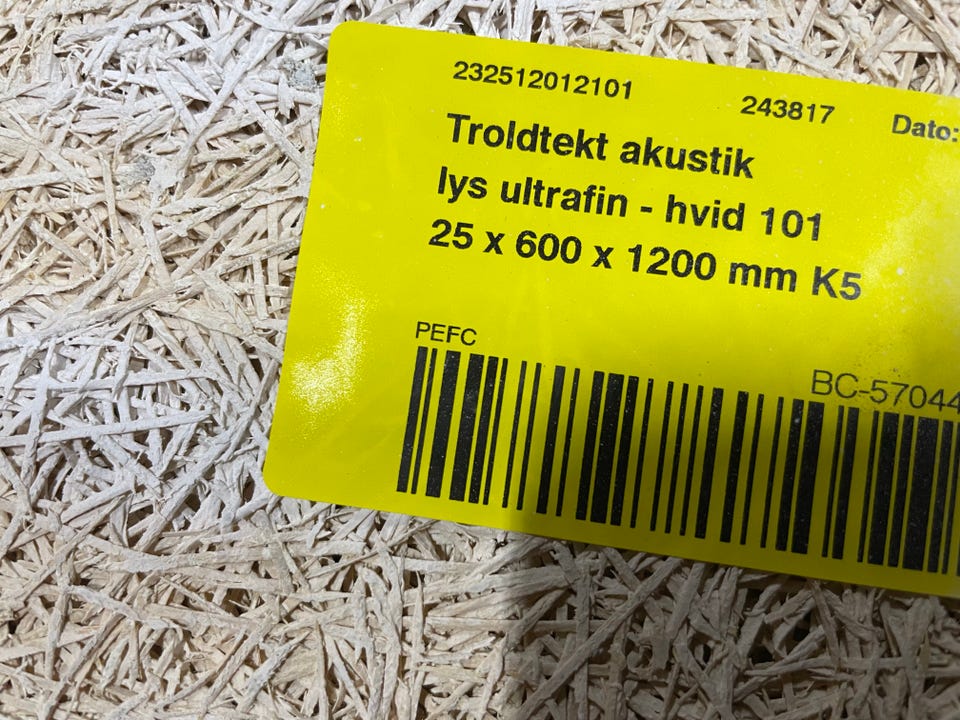 232512012101 243817 Dato:
Troldtekt akustik
lys ultrafin - hvid 101
25 x 600 x 1200 mm K5
PEFC
BC-57044